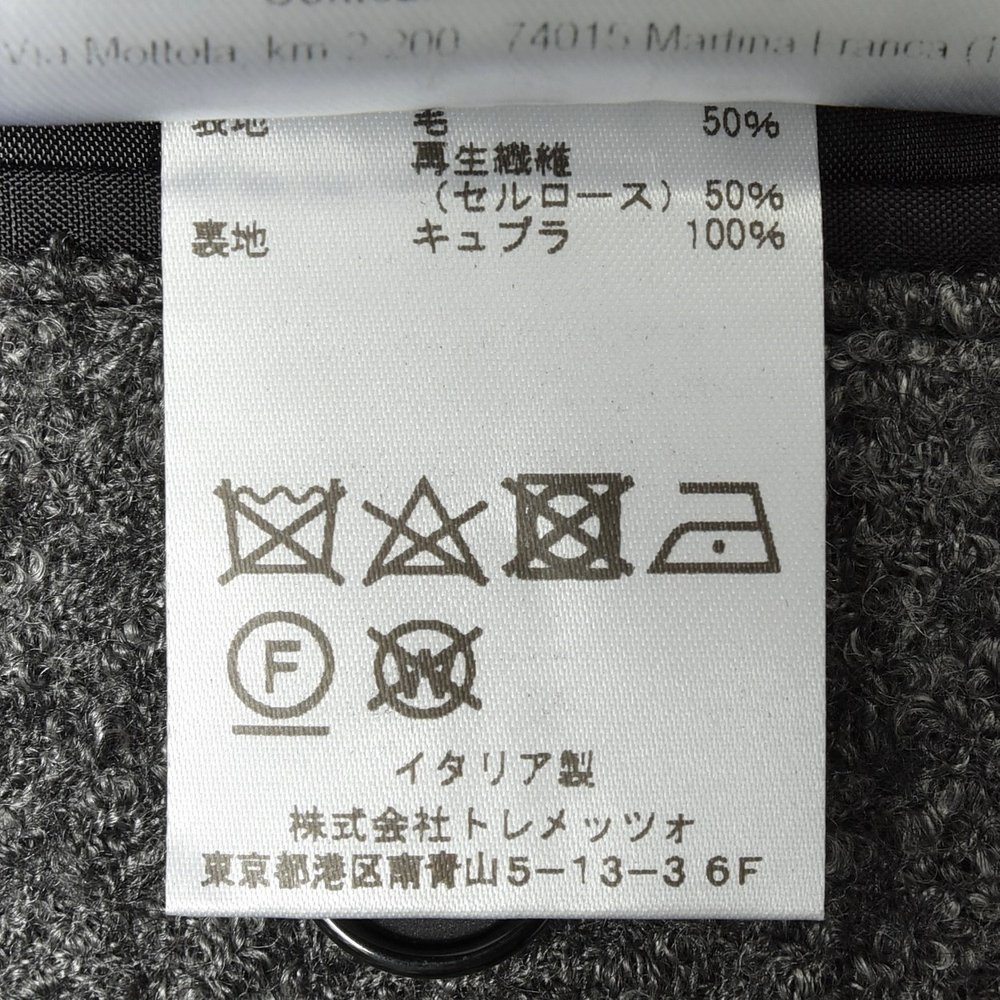 Via Mottola, km 2.200 74015 Martina Franca
表地 毛 50%
再生繊維
（セルロース） 50%
裏地 キュプラ 100%
F
W
イタリア製
株式会社トレメッツォ
東京都港区南青山5-13-3 6F